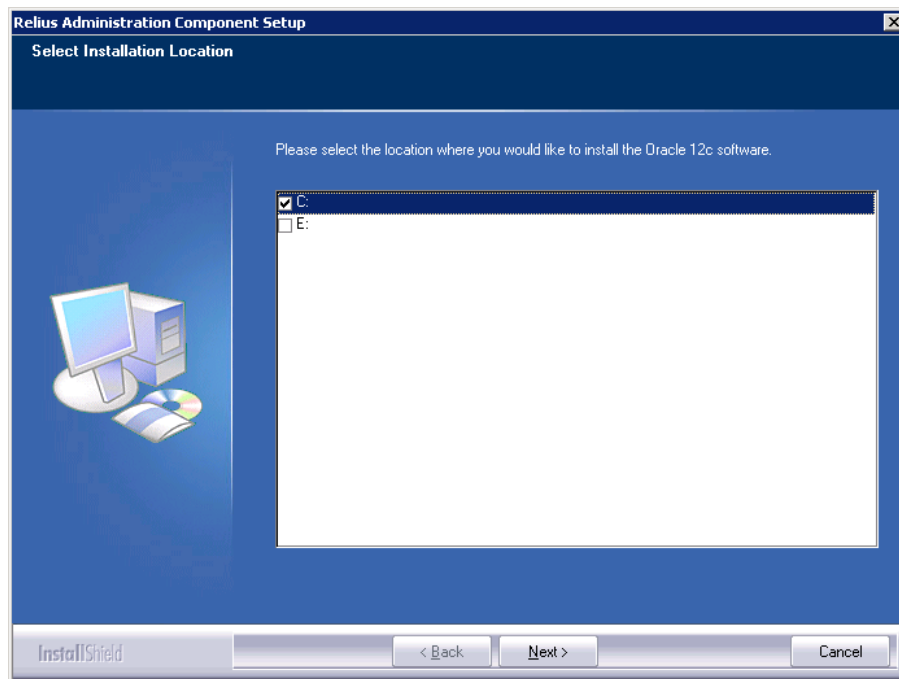 Relius Administration Component Setup
Select Installation Location
Please select the location where you would like to install the Oracle 12c software.
C:
E:
InstallShield
< Back
Next >
Cancel